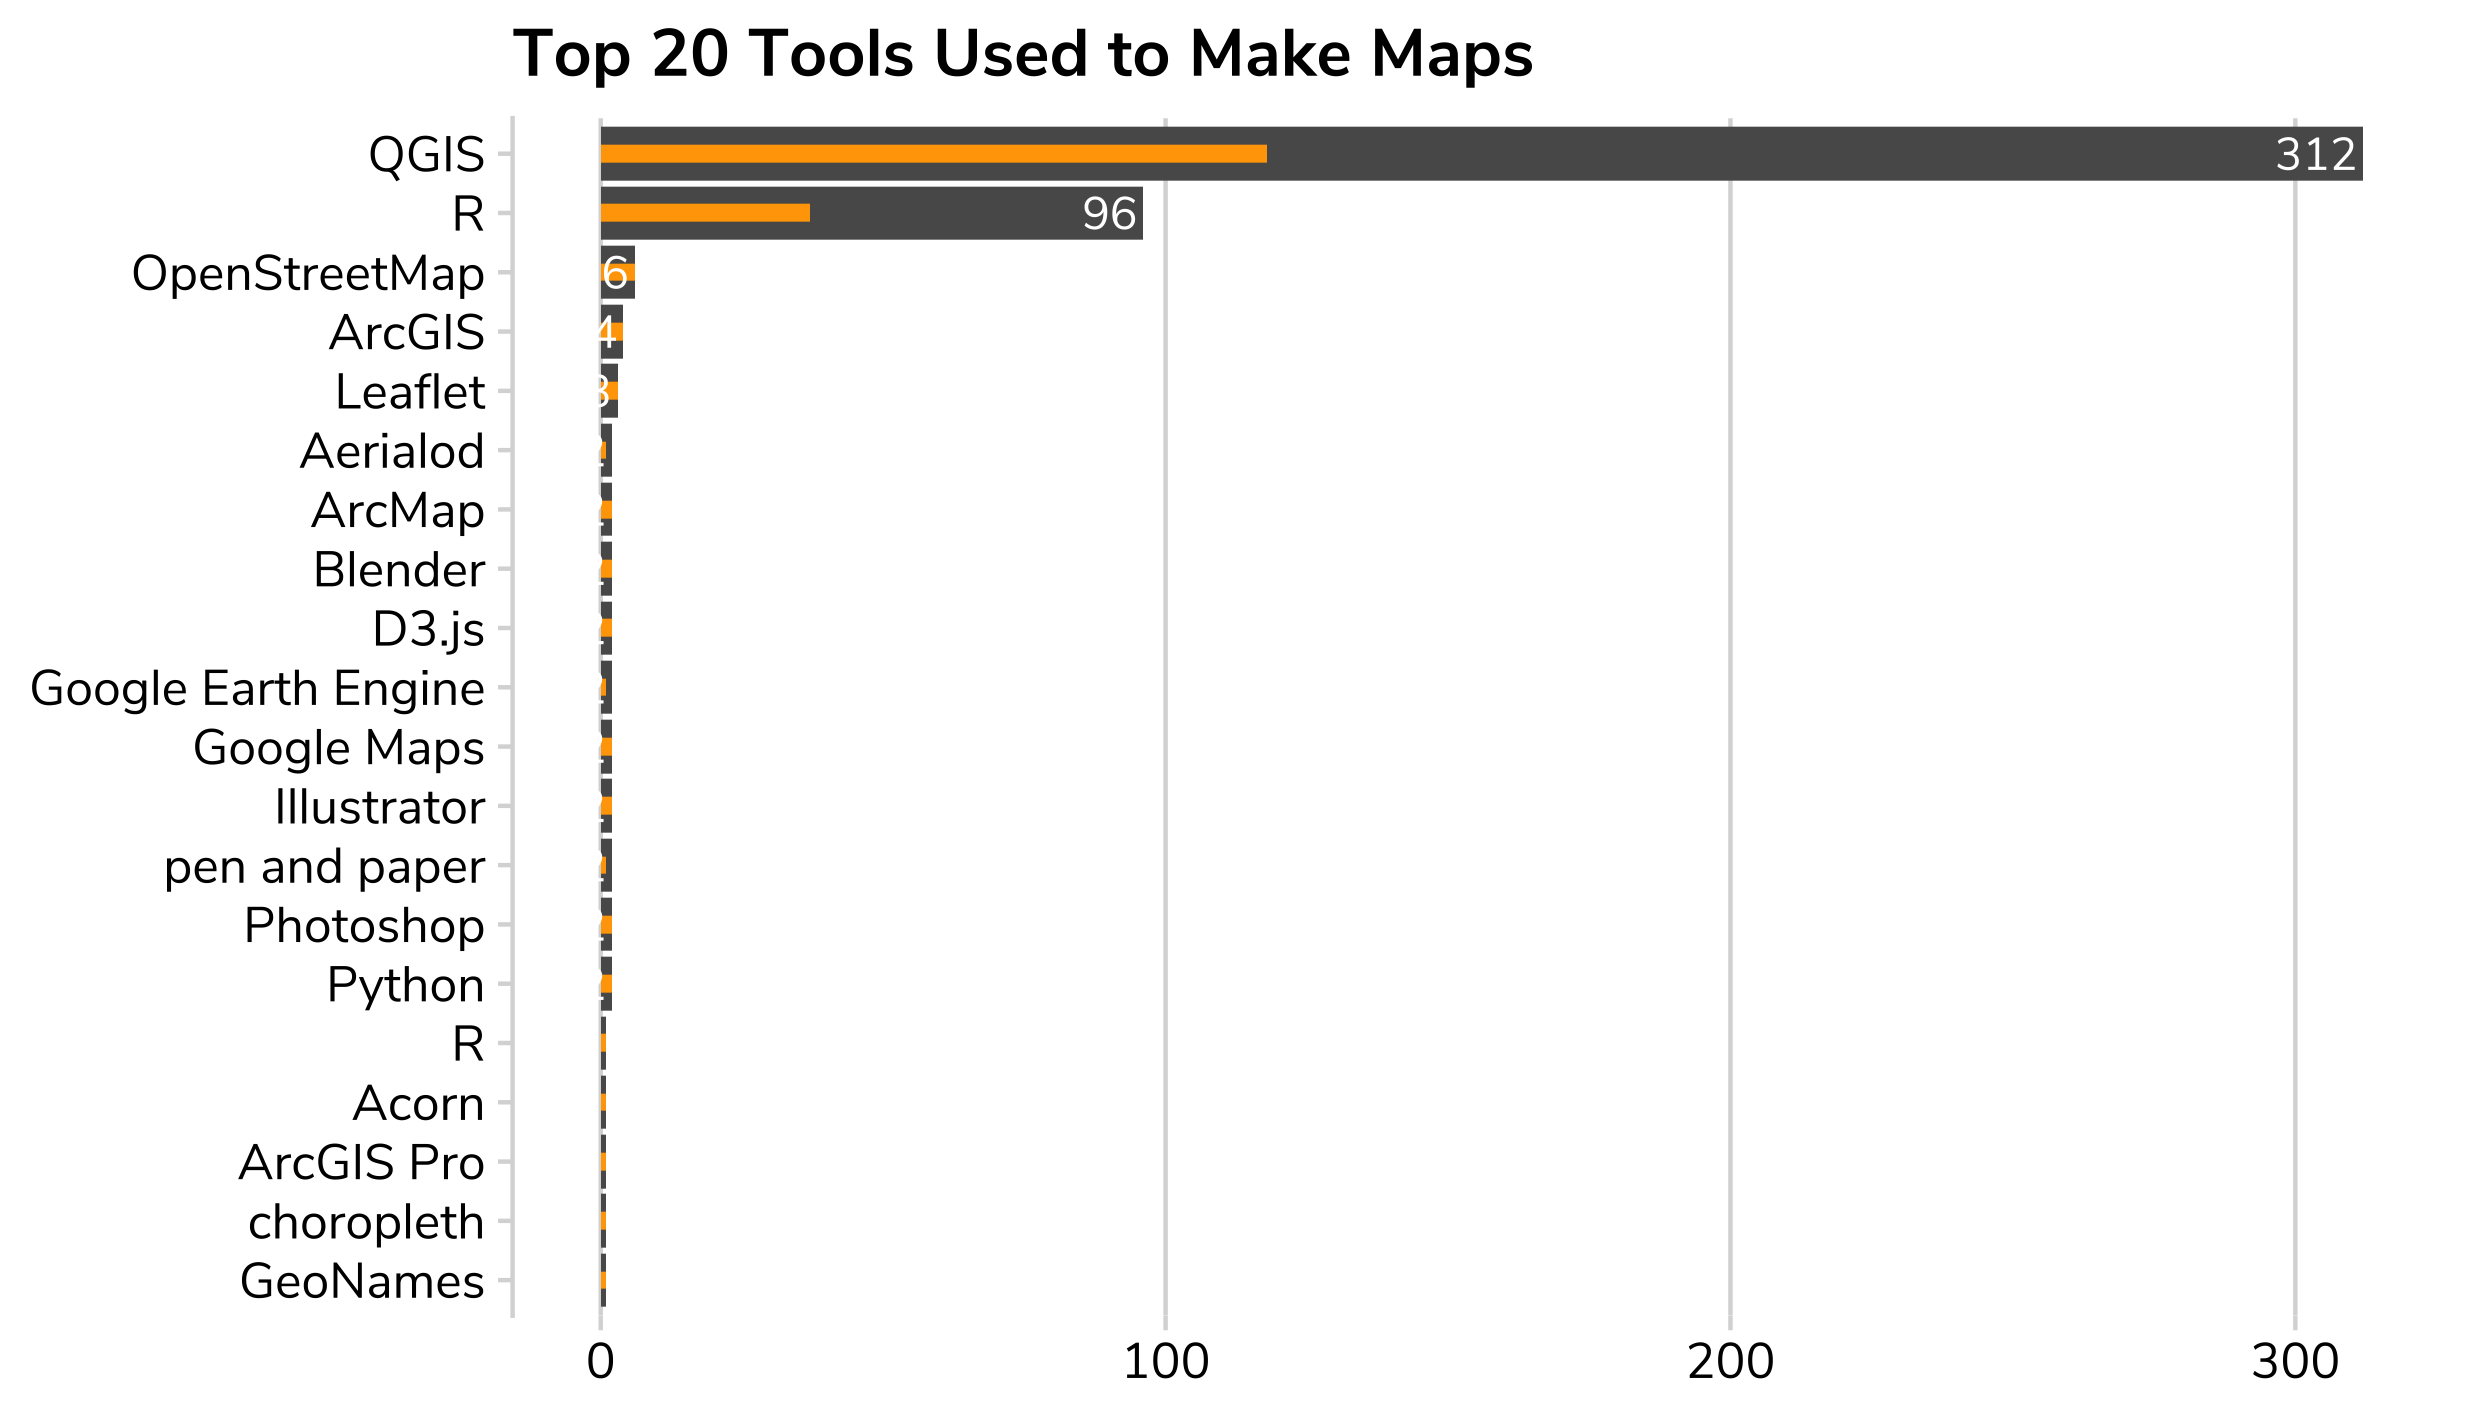 Top 20 Tools Used to Make Maps
QGIS 312
R 96
OpenStreetMap 6
ArcGIS 4
Leaflet 3
Aerialod
ArcMap
Blender
D3.js
Google Earth Engine
Google Maps
Illustrator
pen and paper
Photoshop
Python
R
Acorn
ArcGIS Pro
choropleth
GeoNames
0 100 200 300